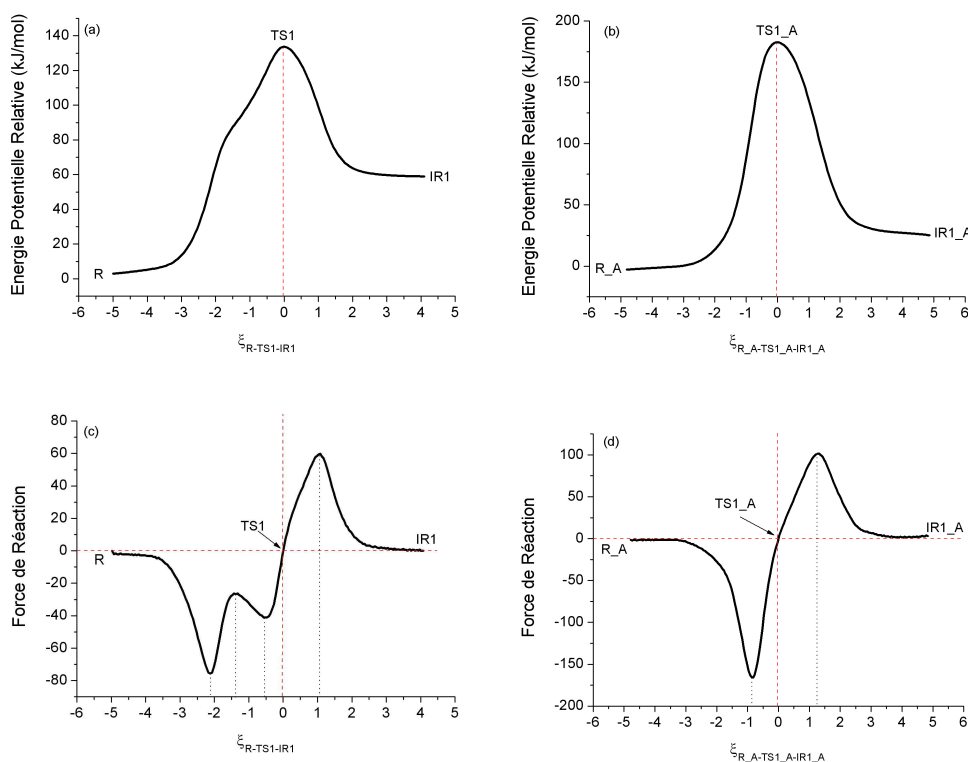 (a)
TS1
140
120
100
80
60
40
20
0
Energie Potentielle Relative (kJ/mol)
R
IR1
-6 -5 -4 -3 -2 -1 0 1 2 3 4 5
ξR-TS1-IR1
(b)
TS1_A
200
150
100
50
0
Energie Potentielle Relative (kJ/mol)
R_A
IR1_A
-6 -5 -4 -3 -2 -1 0 1 2 3 4 5 6
ξR_A-TS1_A-IR1_A
(c)
80
60
40
20
0
-20
-40
-60
-80
Force de Réaction
TS1
R
IR1
-6 -5 -4 -3 -2 -1 0 1 2 3 4 5
ξR-TS1-IR1
(d)
100
50
0
-50
-100
-150
-200
Force de Réaction
TS1_A
R_A
IR1_A
-6 -5 -4 -3 -2 -1 0 1 2 3 4 5 6
ξR_A-TS1_A-IR1_A